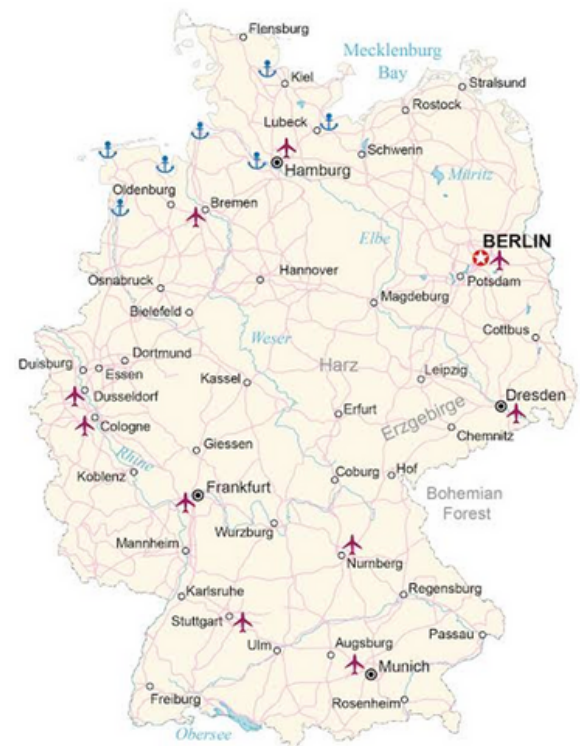 Flensburg
Mecklenburg
Bay
Kiel
Stralsund
Rostock
Lubeck
Schwerin
Hamburg
Müritz
Oldenburg
Bremen
Elbe
BERLIN
Hannover
Potsdam
Osnabruck
Magdeburg
Bielefeld
Weser
Cottbus
Dortmund
Duisburg
Essen
Harz
Leipzig
Kassel
Dusseldorf
Dresden
Erfurt
Erzgebirge
Cologne
Chemnitz
Giessen
Rhine
Koblenz
Coburg
Hof
Frankfurt
Bohemian
Forest
Wurzburg
Mannheim
Nurnberg
Karlsruhe
Regensburg
Stuttgart
Passau
Ulm
Augsburg
Munich
Freiburg
Rosenheim
Obersee